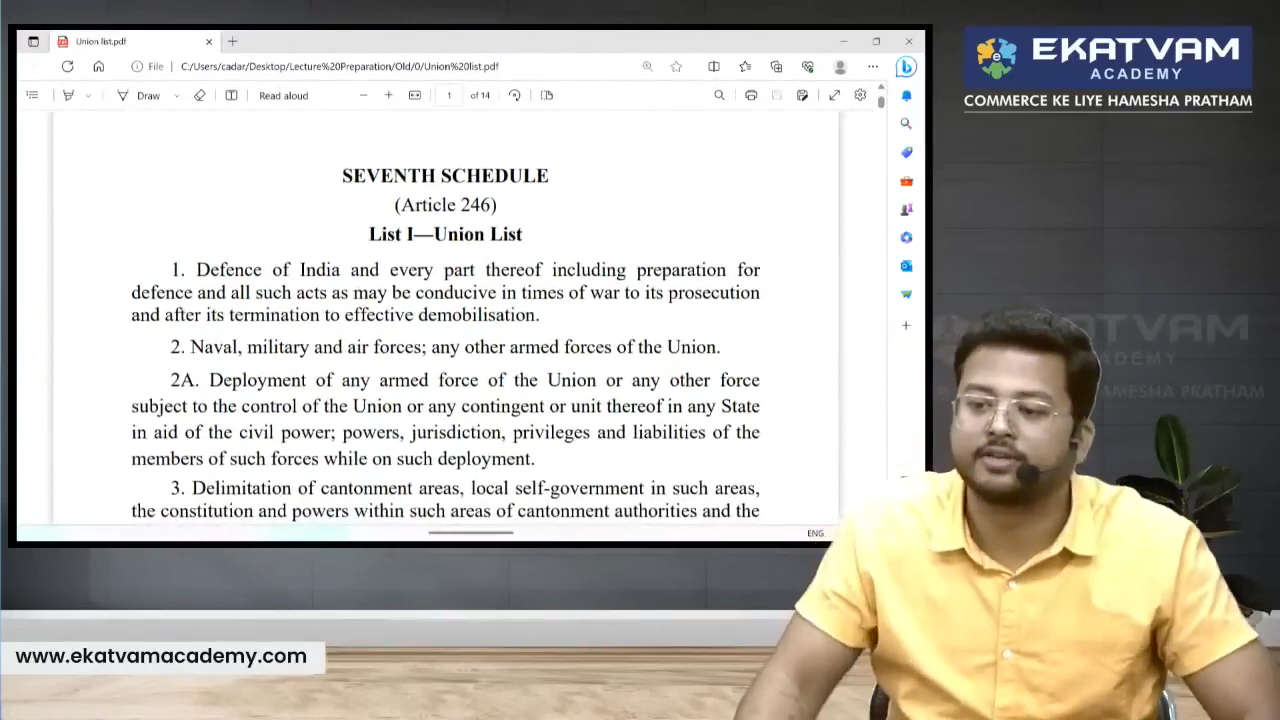 Union list.pdf
File
C:/Users/cadar/Desktop/Lecture%20Preparation/Old/0/Union%20list.pdf
Draw
Read aloud
1 of 14
SEVENTH SCHEDULE
(Article 246)
List I—Union List
1. Defence of India and every part thereof including preparation for
defence and all such acts as may be conducive in times of war to its prosecution
and after its termination to effective demobilisation.
2. Naval, military and air forces; any other armed forces of the Union.
2A. Deployment of any armed force of the Union or any other force
subject to the control of the Union or any contingent or unit thereof in any State
in aid of the civil power; powers, jurisdiction, privileges and liabilities of the
members of such forces while on such deployment.
3. Delimitation of cantonment areas, local self-government in such areas,
the constitution and powers within such areas of cantonment authorities and the
ENG
EKATVAM
ACADEMY
COMMERCE KE LIYE HAMESHA PRATHAM
EKATVAM
ADEMY
HAMESHA PRATHAM
www.ekatvamacademy.com